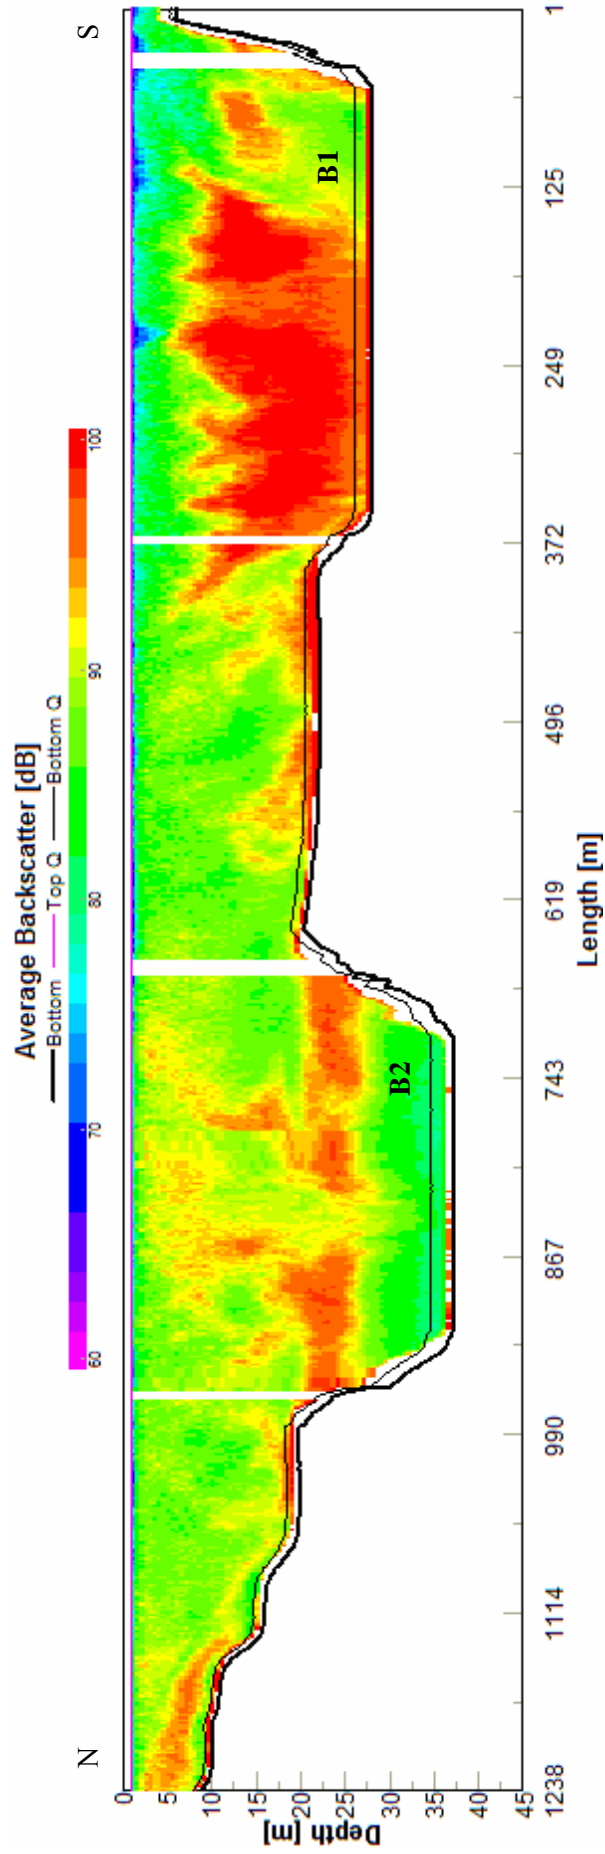 Average Backscatter [dB]
Bottom Top Q Bottom Q
60 70 80 90 100
N S
0
5
10
15
20
25
30
35
40
45
Depth [m]
B2 B1
1238 1114 990 867 743 619 496 372 249 125 1
Length [m]